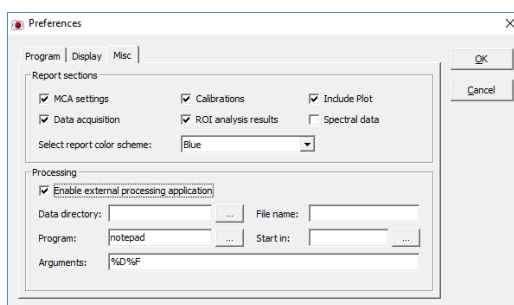 Preferences
Program Display Misc
OK
Cancel
Report sections
MCA settings Calibrations Include Plot
Data acquisition ROI analysis results Spectral data
Select report color scheme: Blue
Processing
Enable external processing application
Data directory: ... File name:
Program: notepad ... Start in: ...
Arguments: %D%F